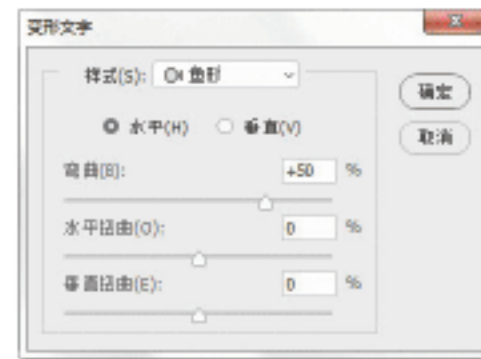 变形文字
样式(S): 鱼形
确定
水平(H) 垂直(V)
取消
弯曲(B): +50 %
水平扭曲(O): 0 %
垂直扭曲(E): 0 %